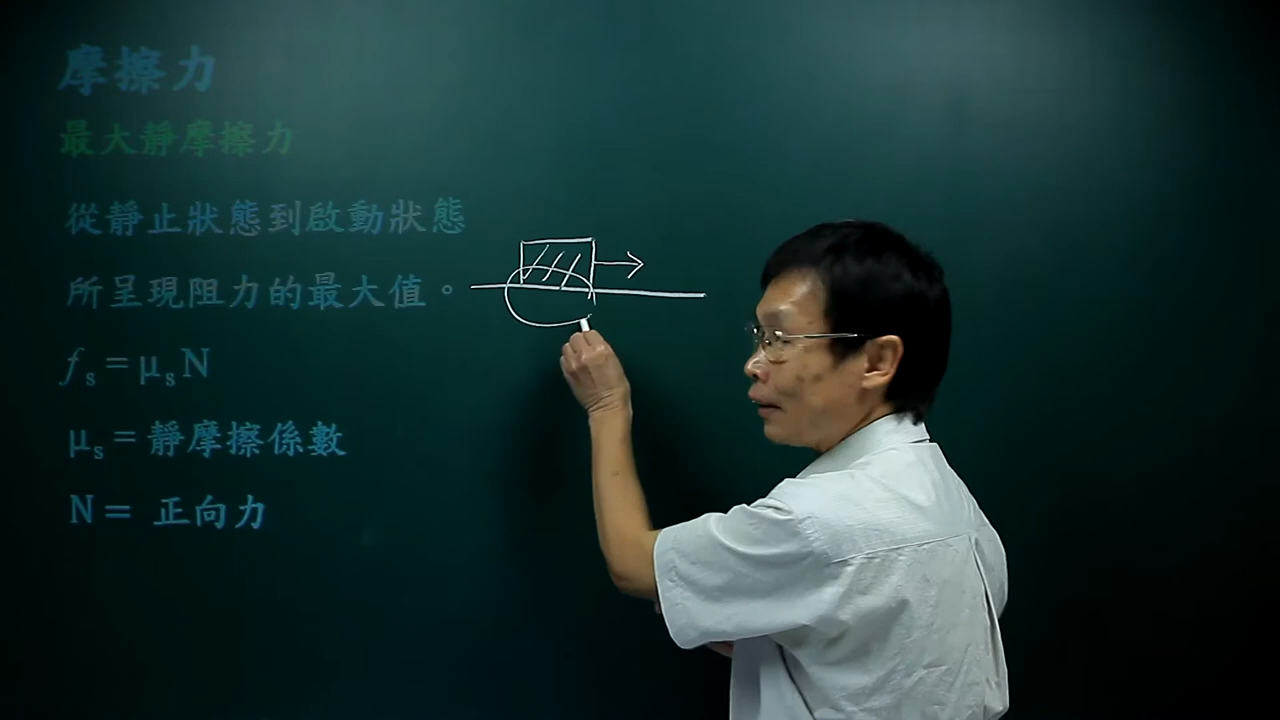 摩擦力
最大靜摩擦力
從靜止狀態到啟動狀態
所呈現阻力的最大值。
fs = μsN
μs = 靜摩擦係數
N = 正向力